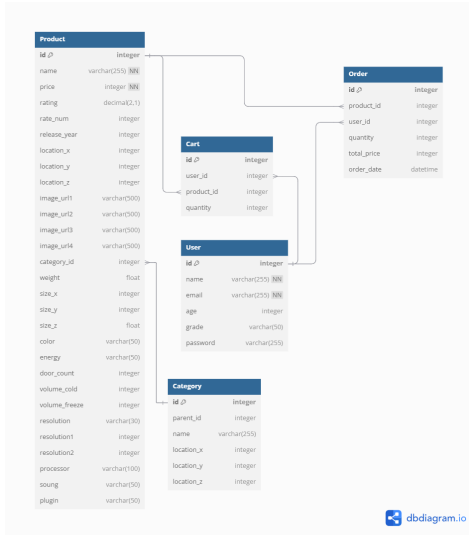 Product
id integer
name varchar(255) NN
price integer NN
rating decimal(2,1)
rate_num integer
release_year integer
location_x integer
location_y integer
location_z integer
image_url1 varchar(500)
image_url2 varchar(500)
image_url3 varchar(500)
image_url4 varchar(500)
category_id integer
weight float
size_x integer
size_y integer
size_z float
color varchar(50)
energy varchar(50)
door_count integer
volume_cold integer
volume_freeze integer
resolution varchar(30)
resolution1 integer
resolution2 integer
processor varchar(100)
soung varchar(50)
plugin varchar(50)
Order
id integer
product_id integer
user_id integer
quantity integer
total_price integer
order_date datetime
Cart
id integer
user_id integer
product_id integer
quantity integer
User
id integer
name varchar(255) NN
email varchar(255) NN
age integer
grade varchar(50)
password varchar(255)
Category
id integer
parent_id integer
name varchar(255)
location_x integer
location_y integer
location_z integer
dbdiagram.io